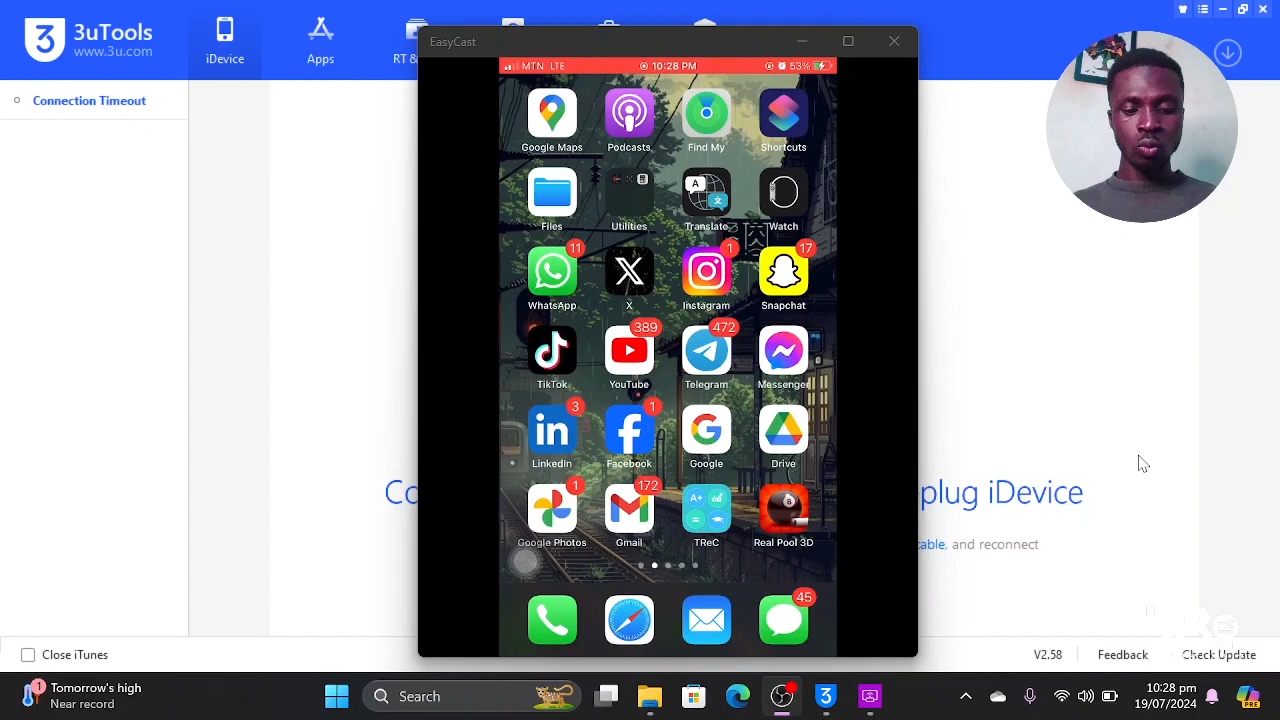 3uTools
www.3u.com
iDevice
Apps
RT &
Connection Timeout
EasyCast
MTN LTE
10:28 PM
53%
Google Maps
Podcasts
Find My
Shortcuts
Files
Utilities
Translate
Watch
11
1
17
WhatsApp
X
Instagram
Snapchat
389
472
TikTok
YouTube
Telegram
Messenger
3
1
LinkedIn
Facebook
Google
Drive
1
172
Google Photos
Gmail
TReC
Real Pool 3D
45
Co
plug iDevice
able, and reconnect
Close iTunes
V2.58
Feedback
Check Update
1
Tomorrow's high
Near record
Search
10:28 pm
19/07/2024
PRE